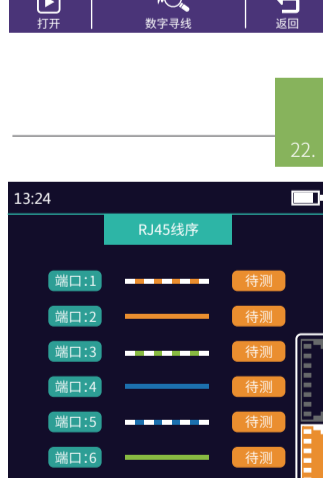 打开 数字寻线 返回
22.
13:24
RJ45线序
端口:1 待测
端口:2 待测
端口:3 待测
端口:4 待测
端口:5 待测
端口:6 待测